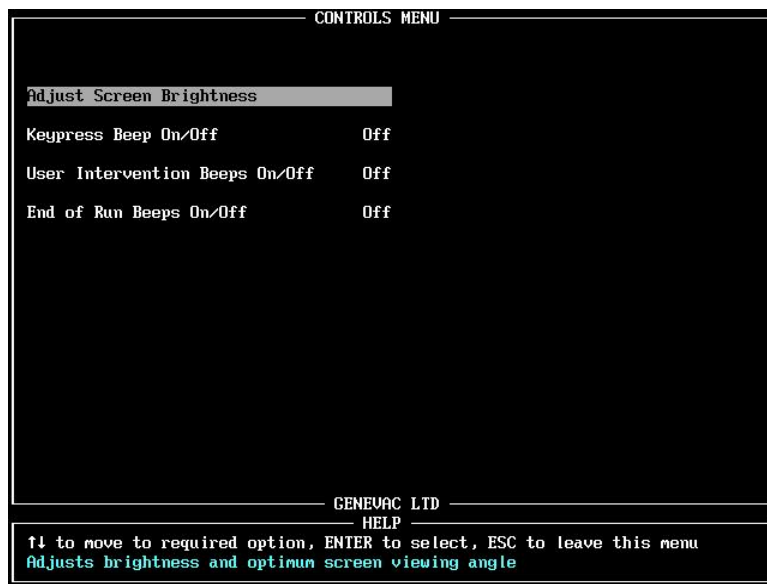 CONTROLS MENU
Adjust Screen Brightness
Keypress Beep On/Off Off
User Intervention Beeps On/Off Off
End of Run Beeps On/Off Off
GENEVAC LTD
HELP
↑↓ to move to required option, ENTER to select, ESC to leave this menu
Adjusts brightness and optimum screen viewing angle